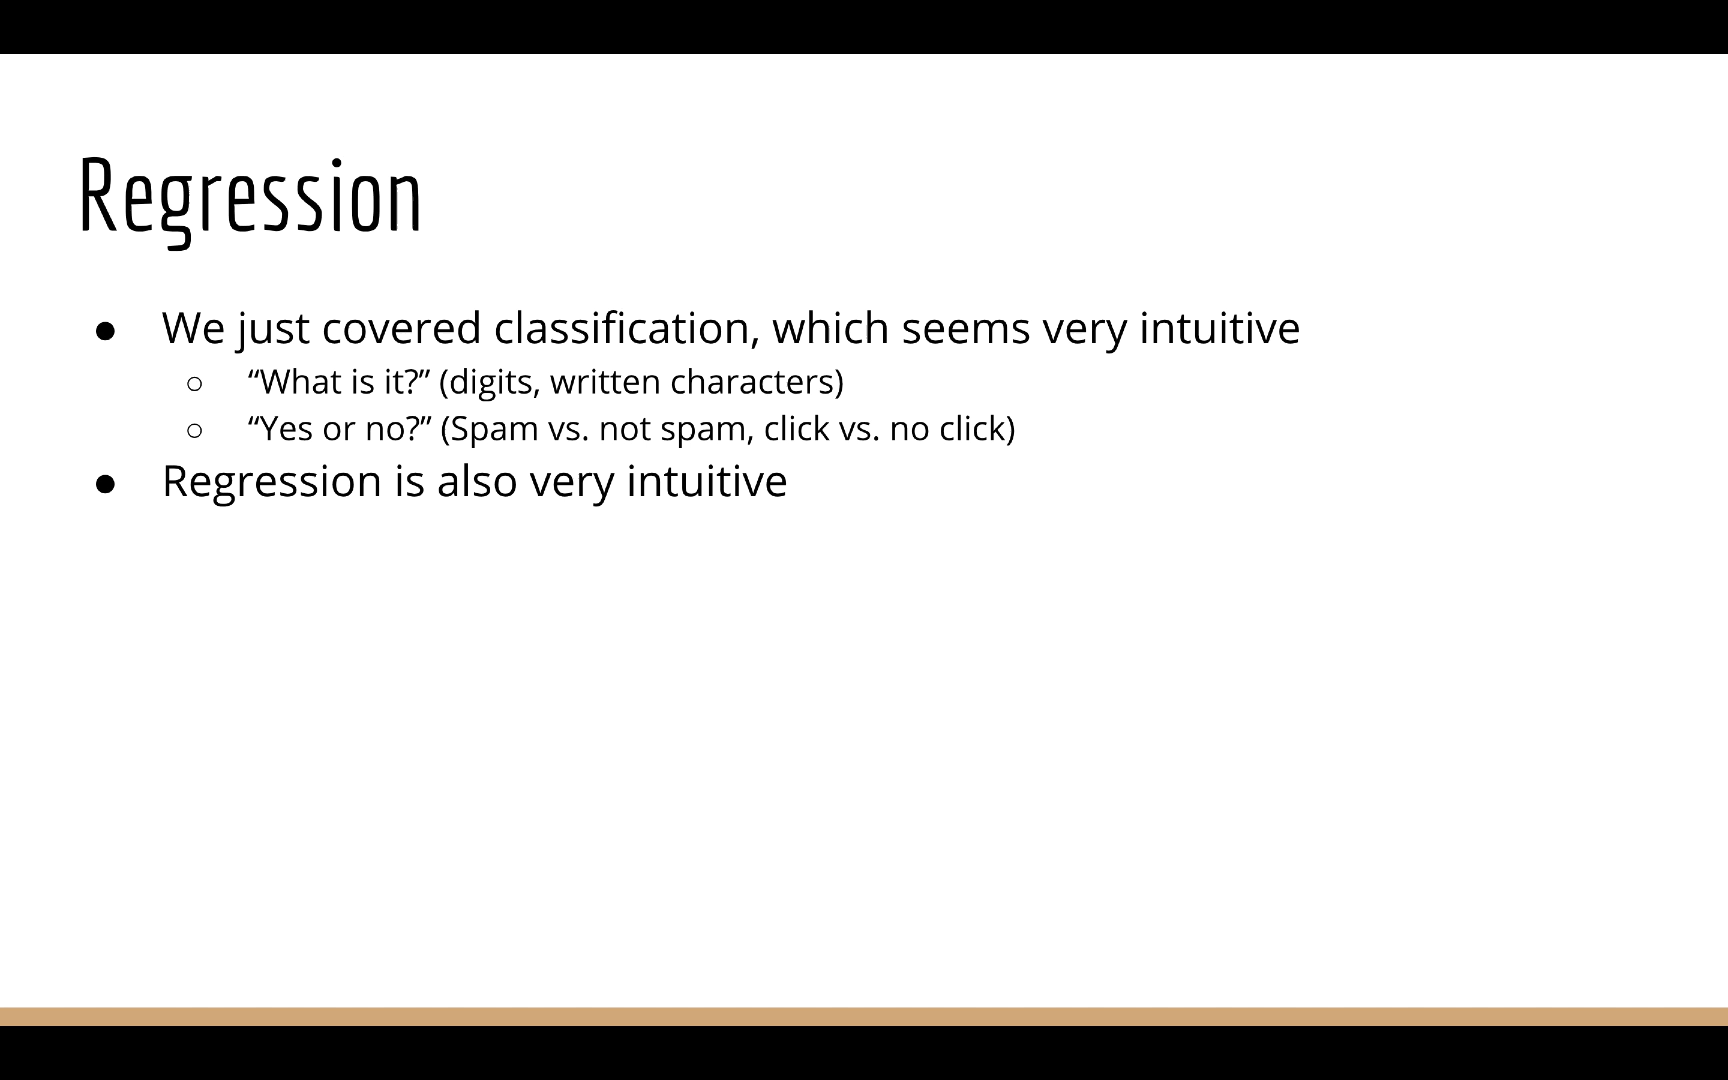 Regression
● We just covered classification, which seems very intuitive
○ “What is it?” (digits, written characters)
○ “Yes or no?” (Spam vs. not spam, click vs. no click)
● Regression is also very intuitive